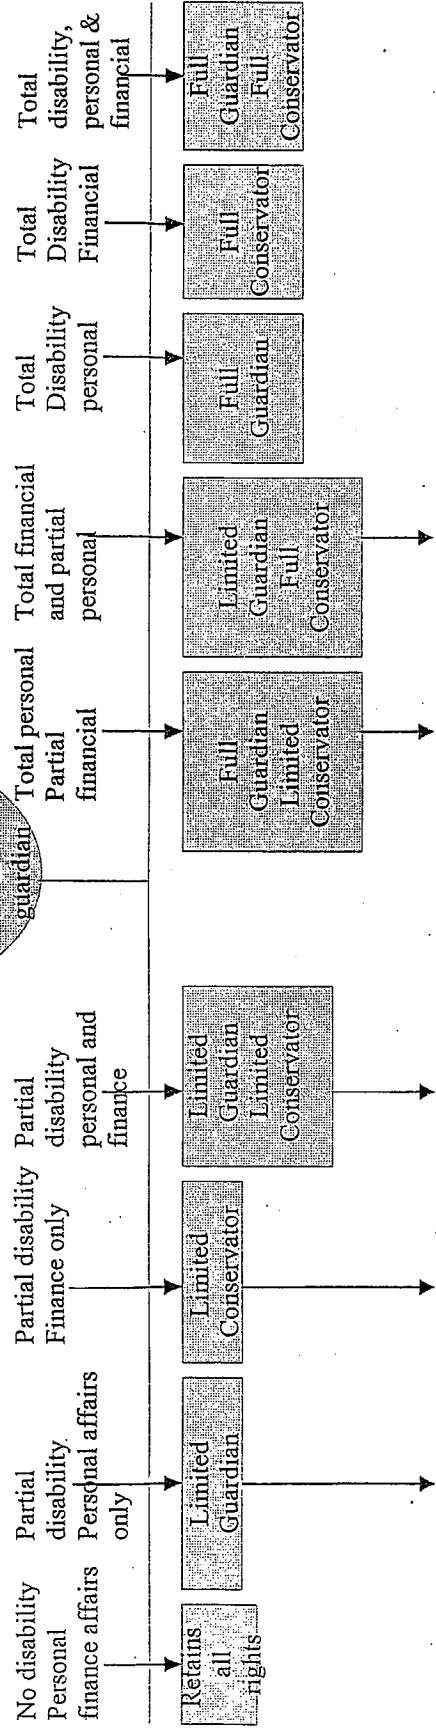 guardian
No disability
Personal
finance affairs
Partial
disability
Personal affairs
only
Partial disability
Finance only
Partial
disability
personal and
finance
Total personal
Partial
financial
Total financial
and partial
personal
Total
Disability
personal
Total
Disability
Financial
Total
disability,
personal &
financial
Retains
all
rights
Limited
Guardian
Limited
Conservator
Limited
Guardian
Limited
Conservator
Full
Guardian
Limited
Conservator
Limited
Guardian
Full
Conservator
Full
Guardian
Full
Conservator
Full
Guardian
Full
Conservator